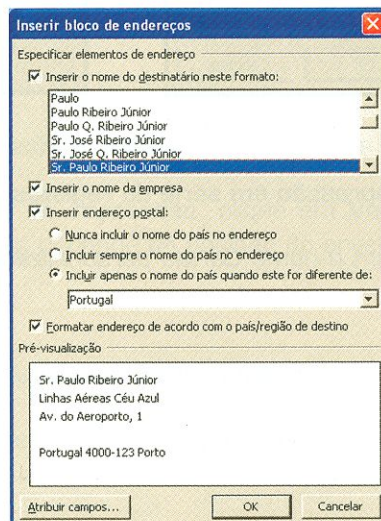 Inserir bloco de endereços
Especificar elementos de endereço
Inserir o nome do destinatário neste formato:
Paulo
Paulo Ribeiro Júnior
Paulo Q. Ribeiro Júnior
Sr. José Ribeiro Júnior
Sr. José Q. Ribeiro Júnior
Sr. Paulo Ribeiro Júnior
Inserir o nome da empresa
Inserir endereço postal:
Nunca incluir o nome do país no endereço
Incluir sempre o nome do país no endereço
Incluir apenas o nome do país quando este for diferente de:
Portugal
Formatar endereço de acordo com o país/região de destino
Pré-visualização
Sr. Paulo Ribeiro Júnior
Linhas Aéreas Céu Azul
Av. do Aeroporto, 1
Portugal 4000-123 Porto
Atribuir campos...
OK
Cancelar